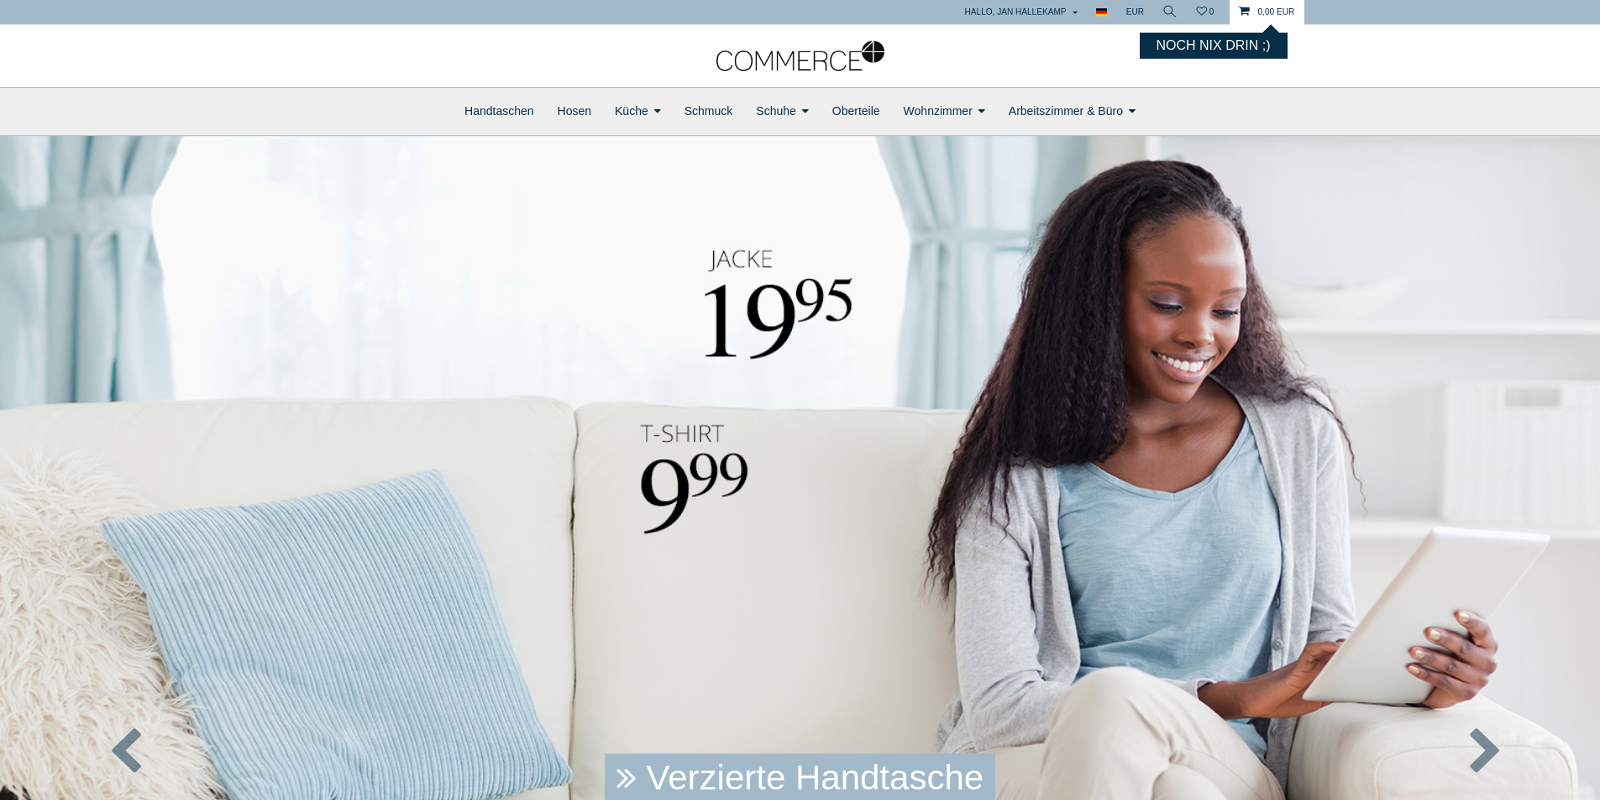 HALLO, JAN HALLEKAMP
EUR
0
0,00 EUR
NOCH NIX DRIN ;)
COMMERCE
Handtaschen
Hosen
Küche
Schmuck
Schuhe
Oberteile
Wohnzimmer
Arbeitszimmer & Büro
JACKE
19 95
T-SHIRT
9 99
» Verzierte Handtasche